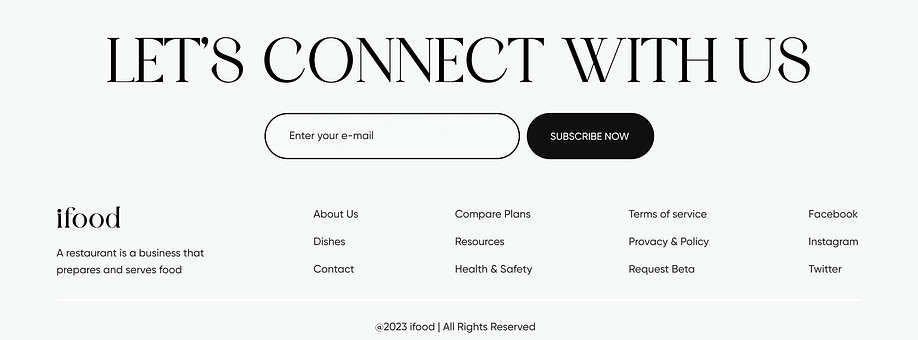 LET'S CONNECT WITH US
Enter your e-mail
SUBSCRIBE NOW
ifood
A restaurant is a business that
prepares and serves food
About Us
Dishes
Contact
Compare Plans
Resources
Health & Safety
Terms of service
Provacy & Policy
Request Beta
Facebook
Instagram
Twitter
@2023 ifood | All Rights Reserved